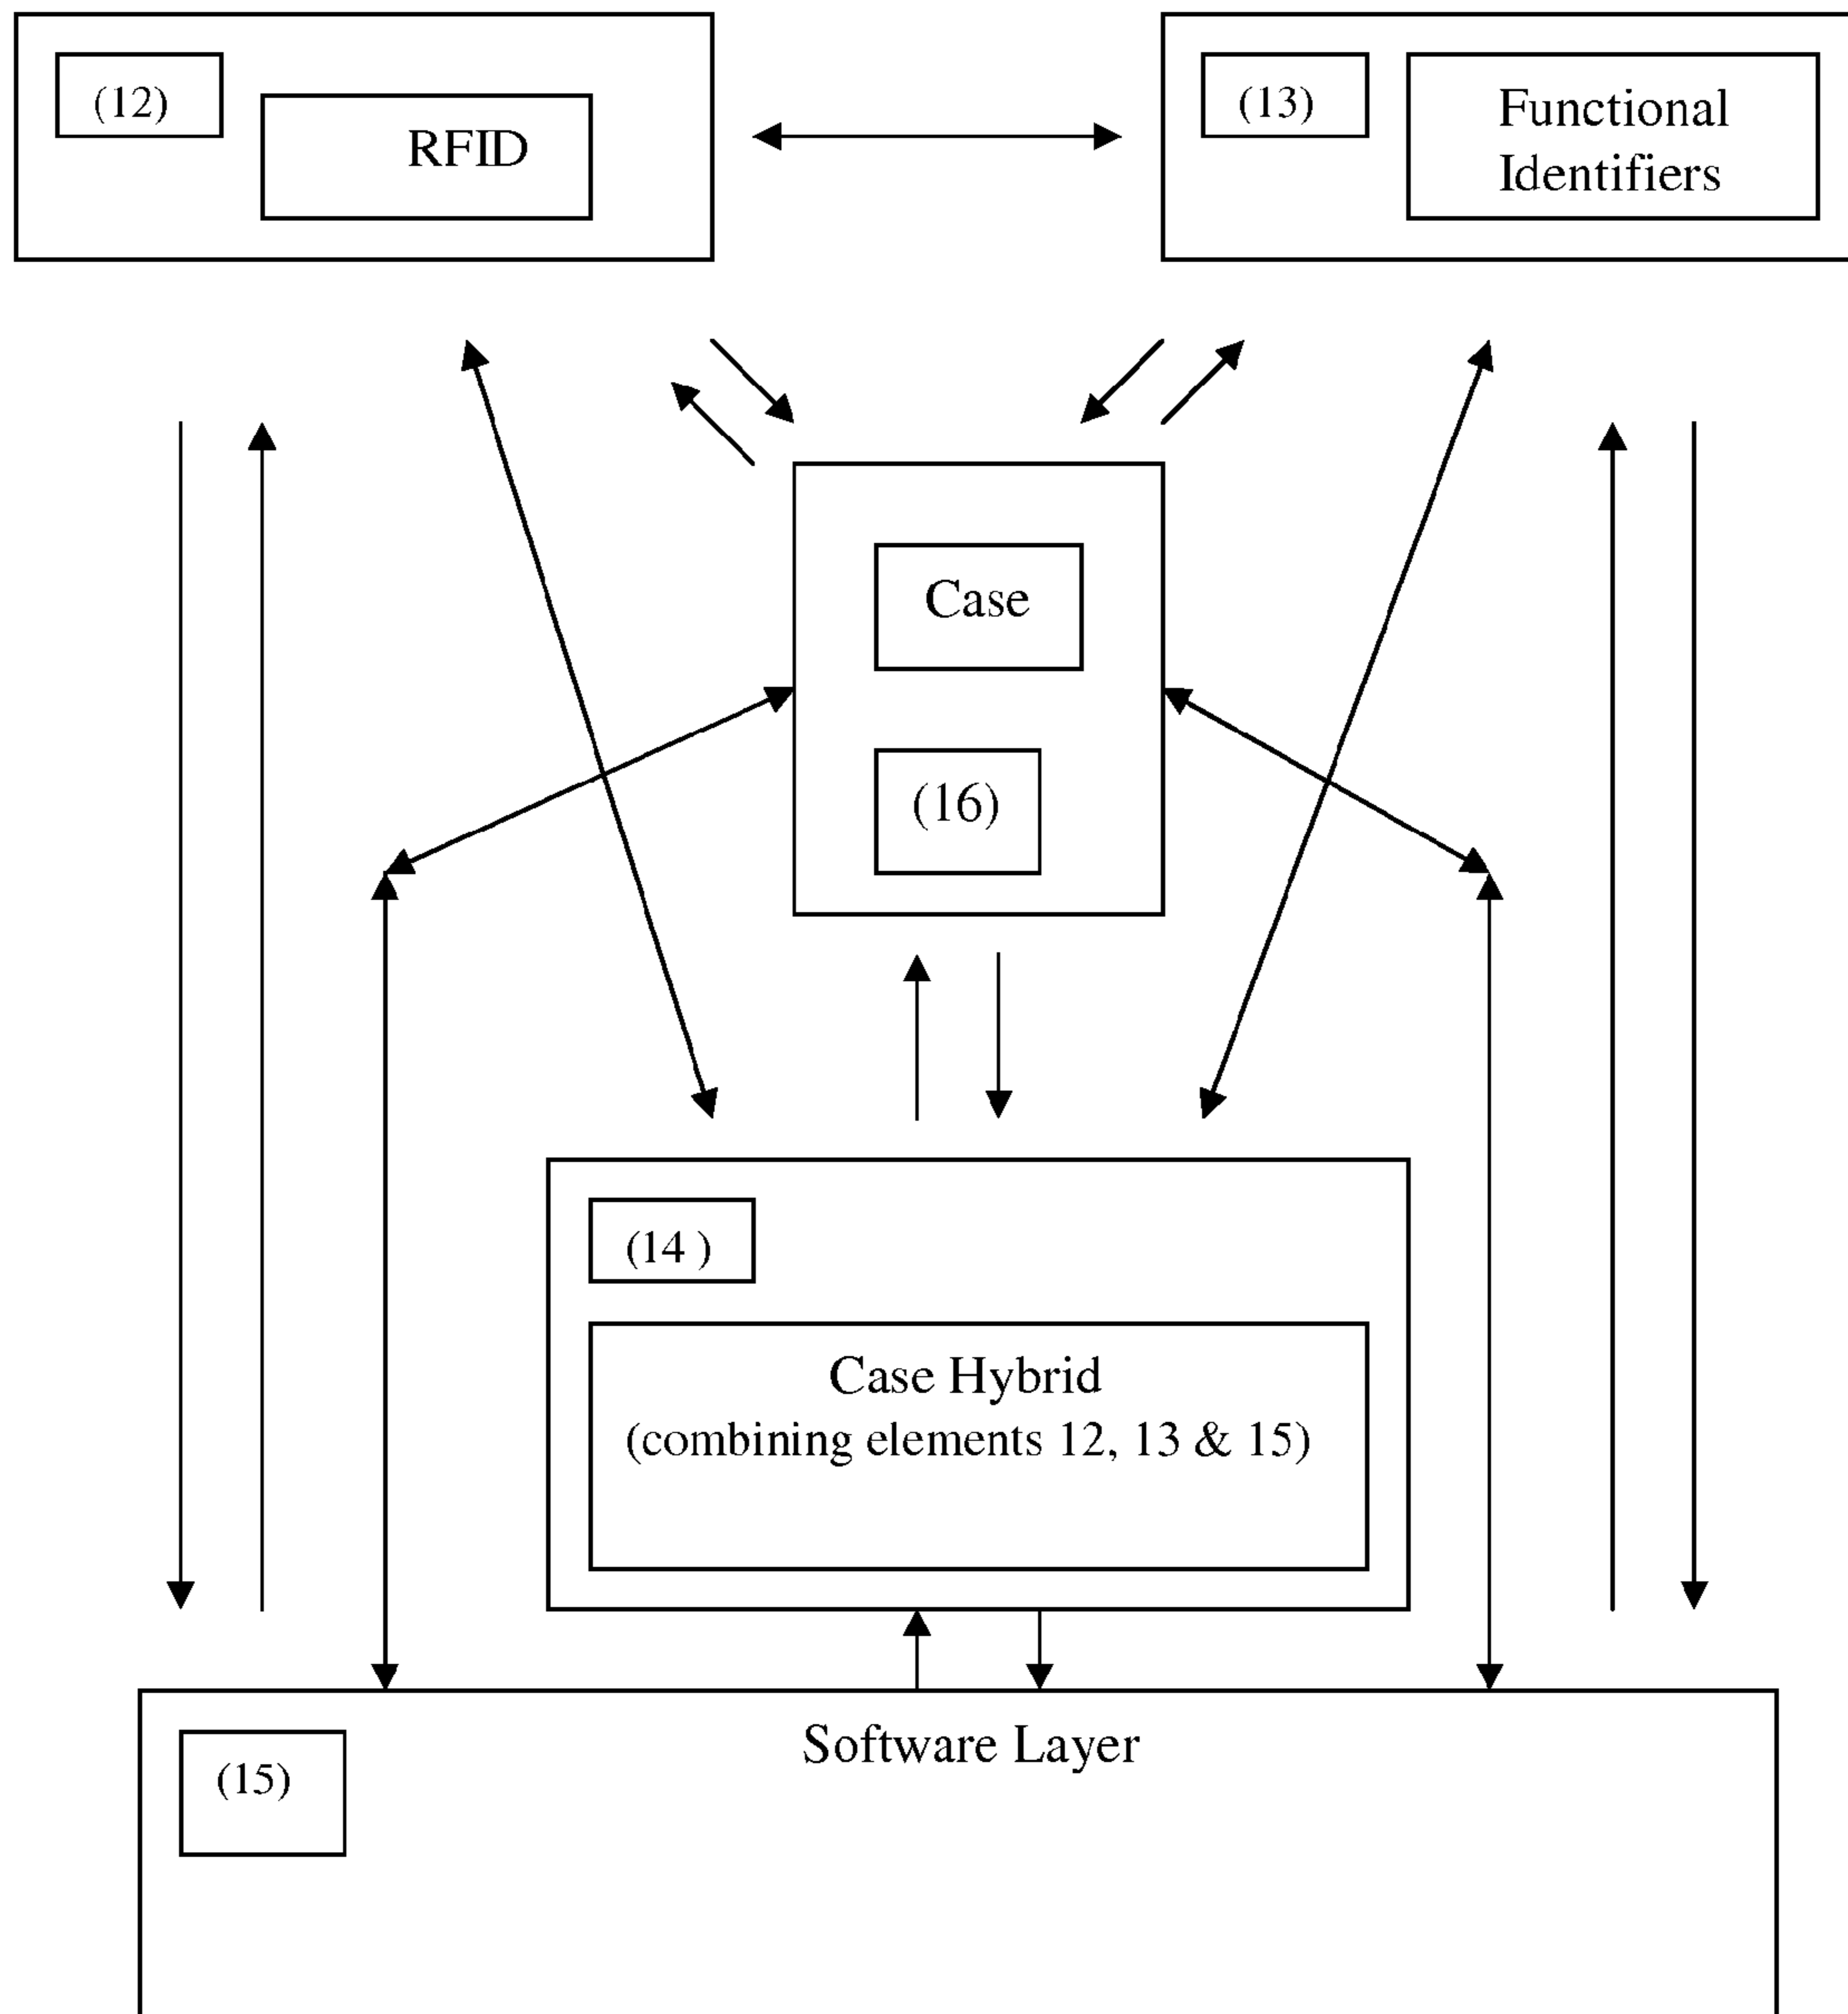 (12)
RFID
(13)
Functional
Identifiers
Case
(16)
(14 )
Case Hybrid
(combining elements 12, 13 & 15)
Software Layer
(15)